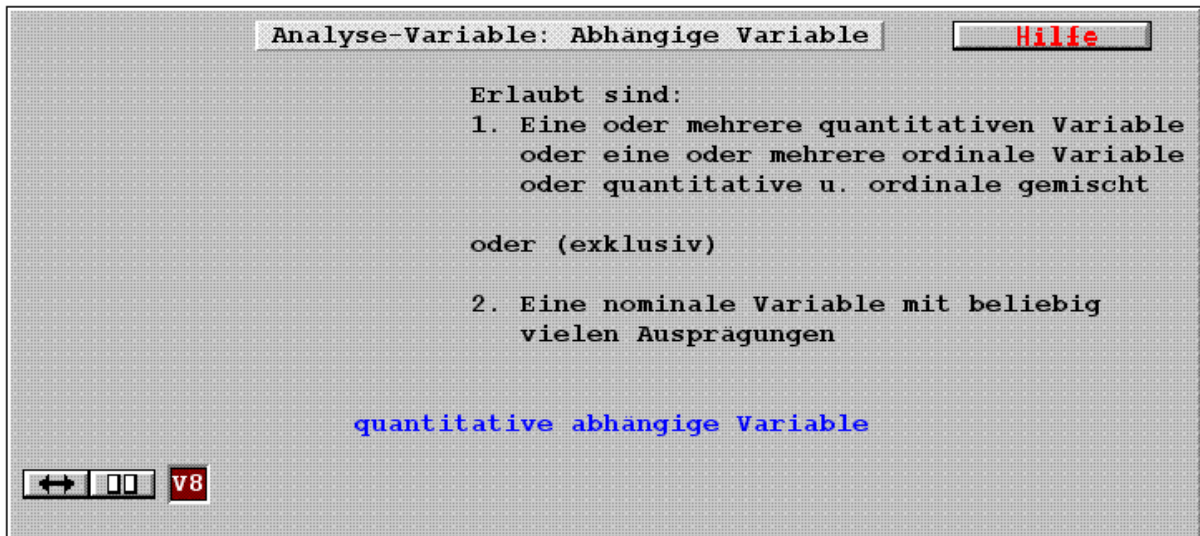 Analyse-Variable: Abhängige Variable
Hilfe
Erlaubt sind:
1. Eine oder mehrere quantitativen Variable
oder eine oder mehrere ordinale Variable
oder quantitative u. ordinale gemischt
oder (exklusiv)
2. Eine nominale Variable mit beliebig
vielen Ausprägungen
quantitative abhängige Variable
V8